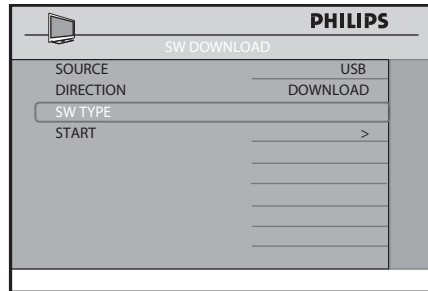 PHILIPS
SW DOWNLOAD
SOURCE USB
DIRECTION DOWNLOAD
SW TYPE
START >